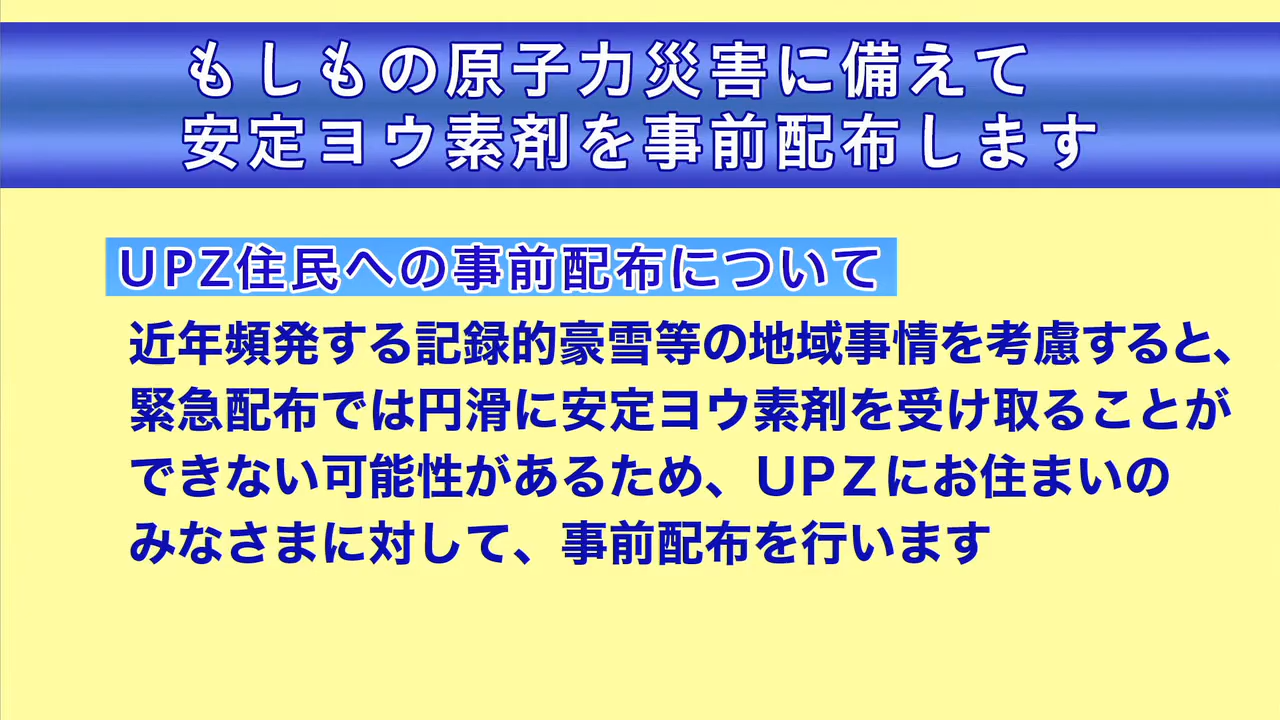 もしもの原子力災害に備えて
安定ヨウ素剤を事前配布します
UPZ住民への事前配布について
近年頻発する記録的豪雪等の地域事情を考慮すると、
緊急配布では円滑に安定ヨウ素剤を受け取ることが
できない可能性があるため、ＵＰＺにお住まいの
みなさまに対して、事前配布を行います